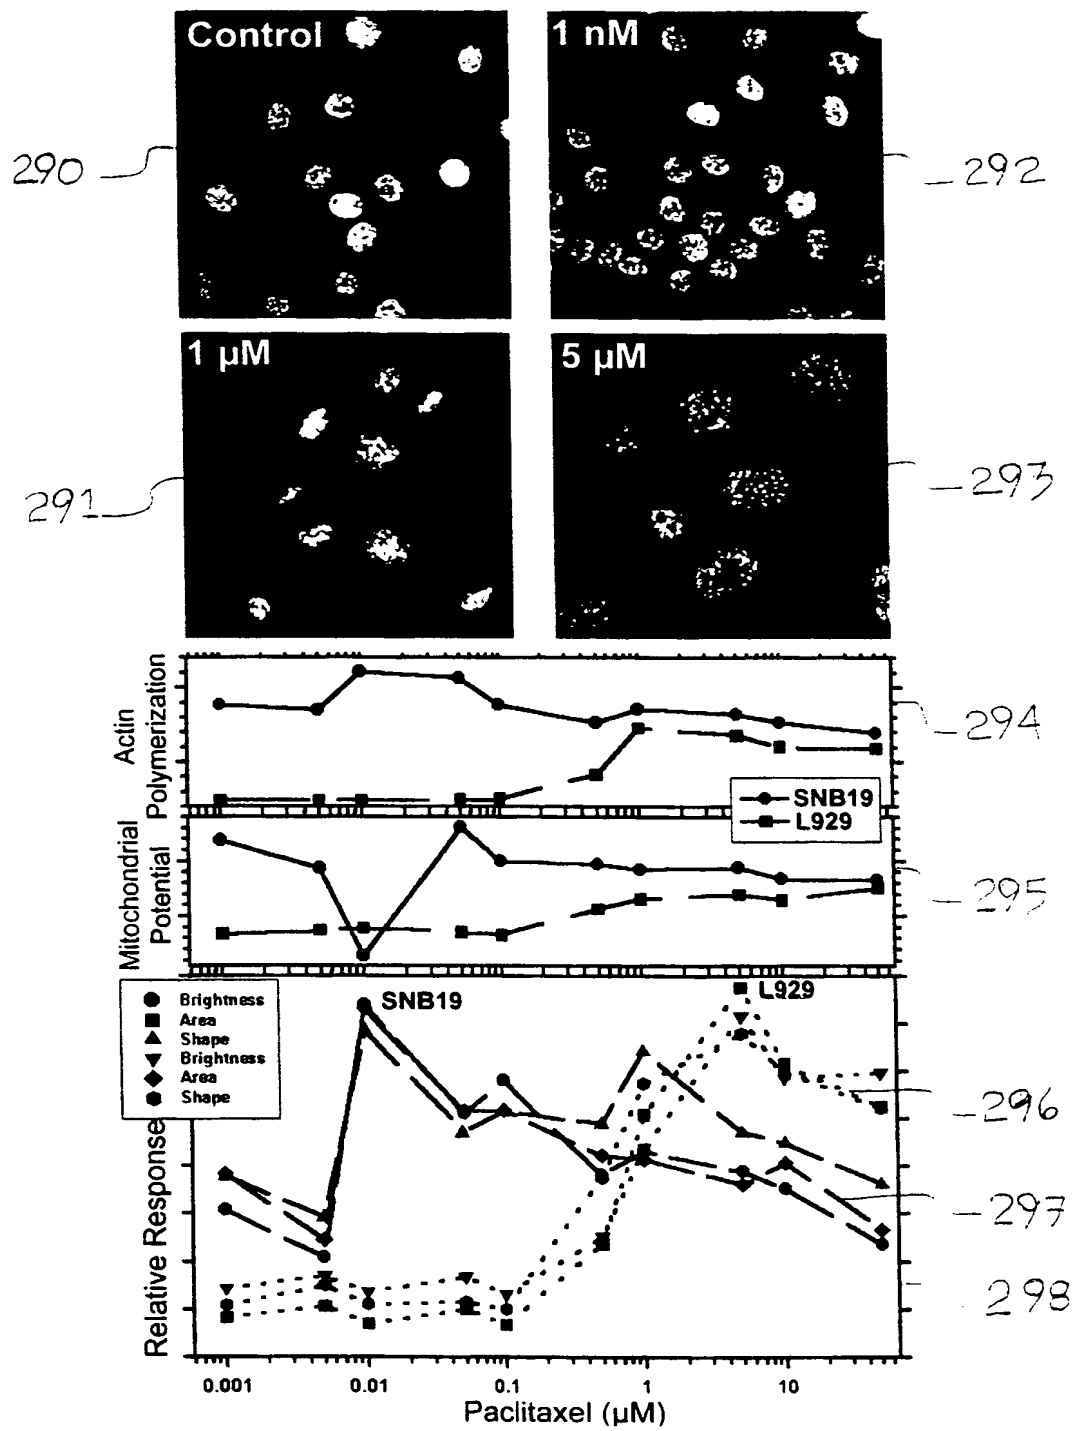 Control
1 nM
290
292
1 µM
5 µM
291
293
Actin
Polymerization
294
SNB19
L929
Mitochondrial
Potential
295
Brightness
Area
Shape
Brightness
Area
Shape
SNB19
L929
296
297
298
Relative Response
0.001 0.01 0.1 1 10
Paclitaxel (µM)